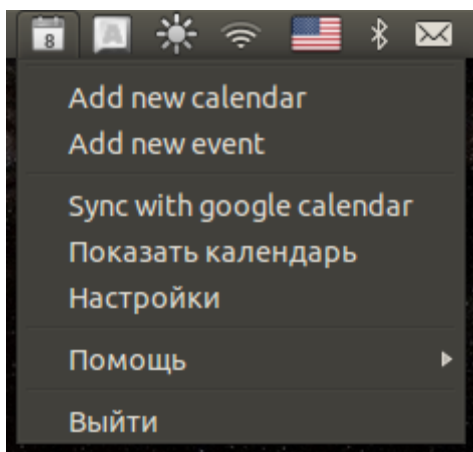 8
A
Add new calendar
Add new event
Sync with google calendar
Показать календарь
Настройки
Помощь
Выйти